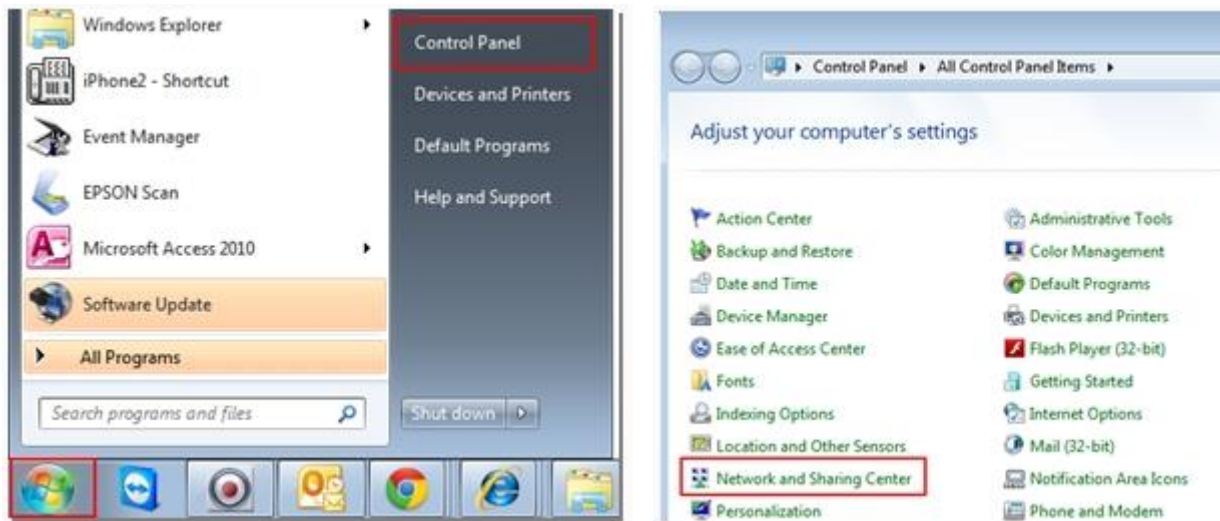 Windows Explorer
iPhone2 - Shortcut
Event Manager
EPSON Scan
Microsoft Access 2010
Software Update
All Programs
Search programs and files
Control Panel
Devices and Printers
Default Programs
Help and Support
Shut down
Control Panel All Control Panel Items
Adjust your computer's settings
Action Center
Backup and Restore
Date and Time
Device Manager
Ease of Access Center
Fonts
Indexing Options
Location and Other Sensors
Network and Sharing Center
Personalization
Administrative Tools
Color Management
Default Programs
Devices and Printers
Flash Player (32-bit)
Getting Started
Internet Options
Mail (32-bit)
Notification Area Icons
Phone and Modem